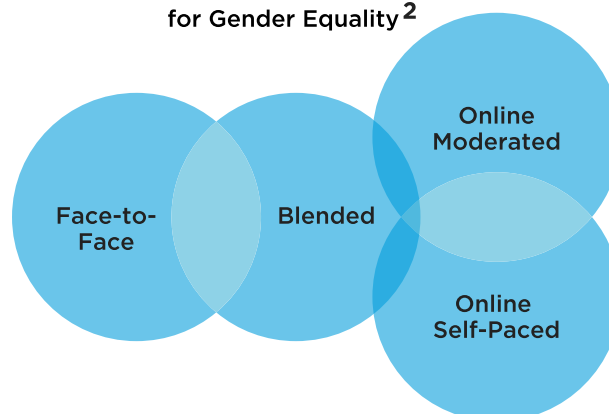 for Gender Equality 2
Face-to-
Face
Blended
Online
Moderated
Online
Self-Paced